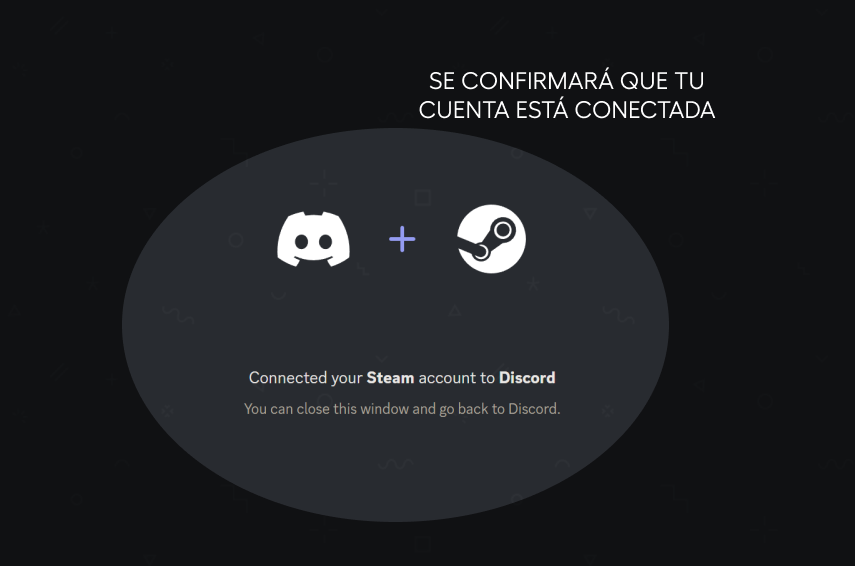 SE CONFIRMARÁ QUE TU
CUENTA ESTÁ CONECTADA
Connected your Steam account to Discord
You can close this window and go back to Discord.